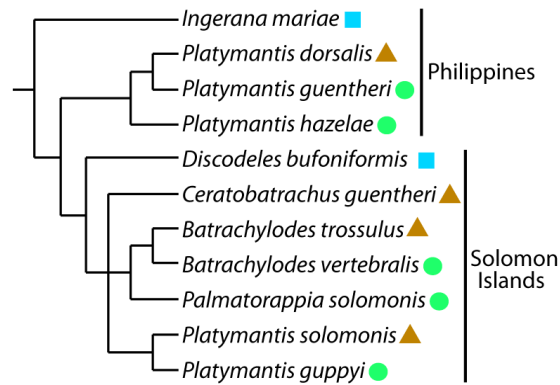 Ingerana mariae
Platymantis dorsalis
Platymantis guentheri
Platymantis hazelae
Philippines
Discodeles bufoniformis
Ceratobatrachus guentheri
Batrachylodes trossulus
Batrachylodes vertebralis
Palmatorappia solomonis
Platymantis solomonis
Platymantis guppyi
Solomon
Islands